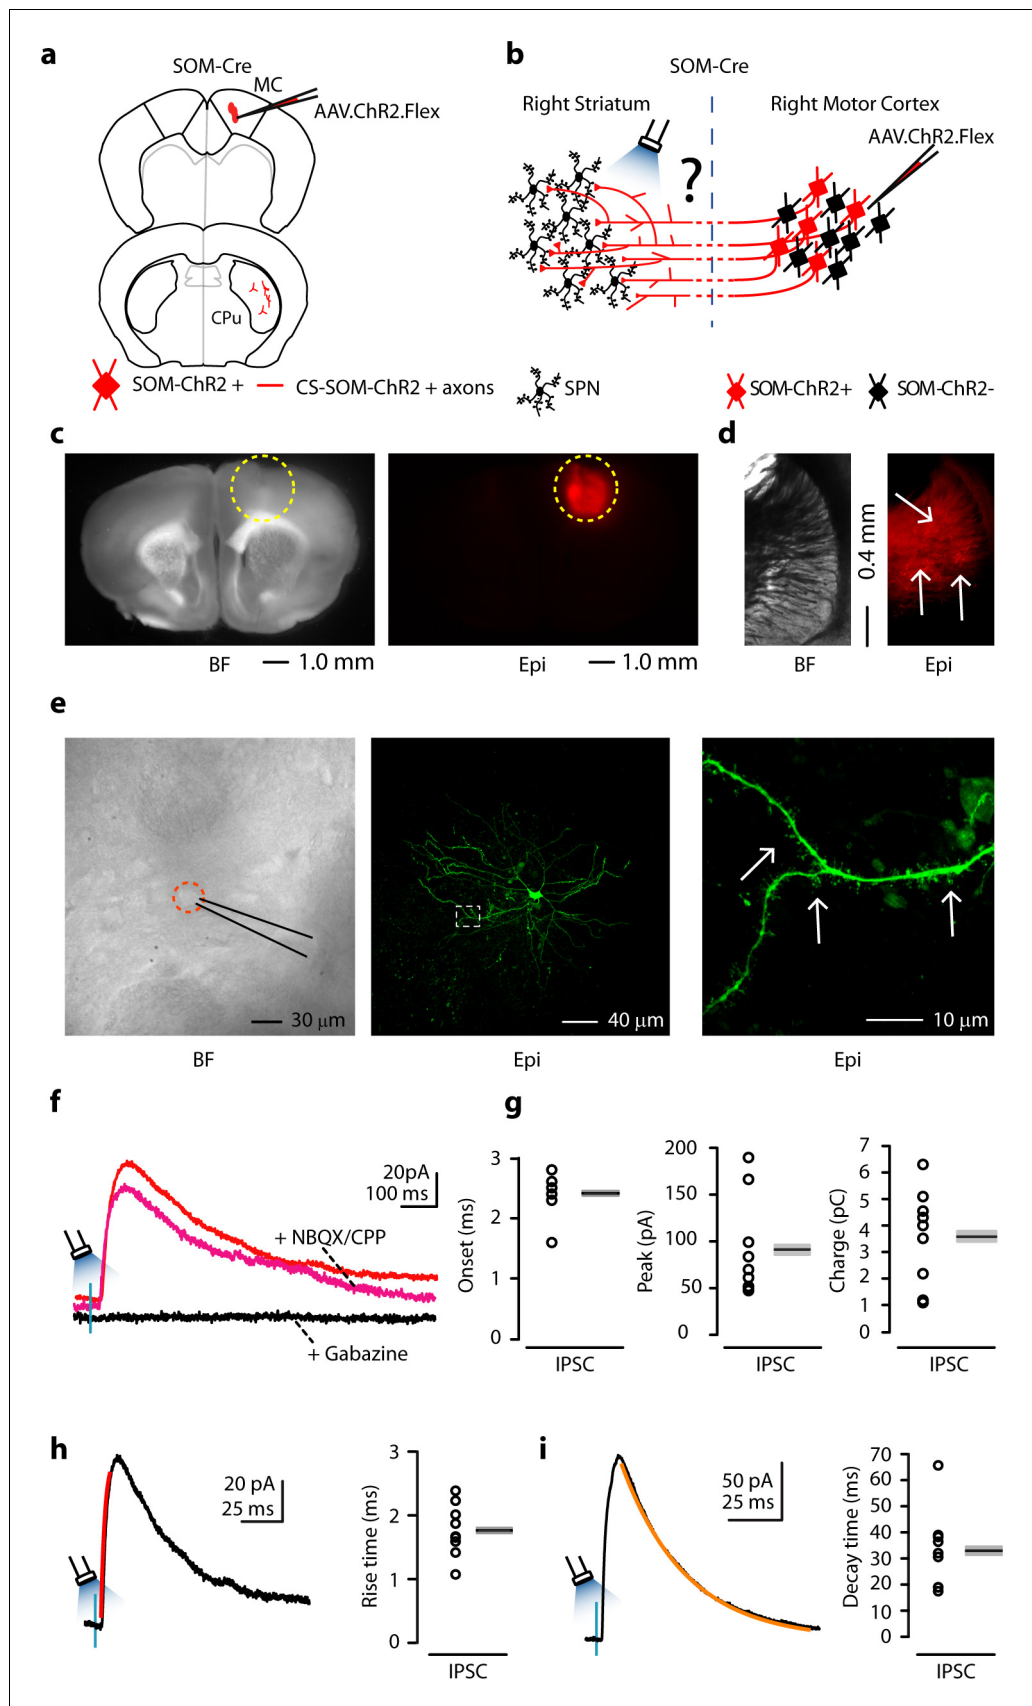 a
SOM-Cre
MC
AAV.ChR2.Flex
CPu
SOM-ChR2 +
CS-SOM-ChR2 + axons
b
SOM-Cre
Right Striatum
Right Motor Cortex
AAV.ChR2.Flex
?
SPN
SOM-ChR2+
SOM-ChR2-
c
BF
1.0 mm
Epi
1.0 mm
d
0.4 mm
BF
Epi
e
30 μm
40 μm
10 μm
BF
Epi
Epi
f
20pA
100 ms
+ NBQX/CPP
+ Gabazine
g
Onset (ms)
3
2
1
0
IPSC
Peak (pA)
200
150
100
50
0
IPSC
Charge (pC)
7
6
5
4
3
2
1
0
IPSC
h
20 pA
25 ms
Rise time (ms)
3
2
1
0
IPSC
i
50 pA
25 ms
Decay time (ms)
70
60
50
40
30
20
10
0
IPSC